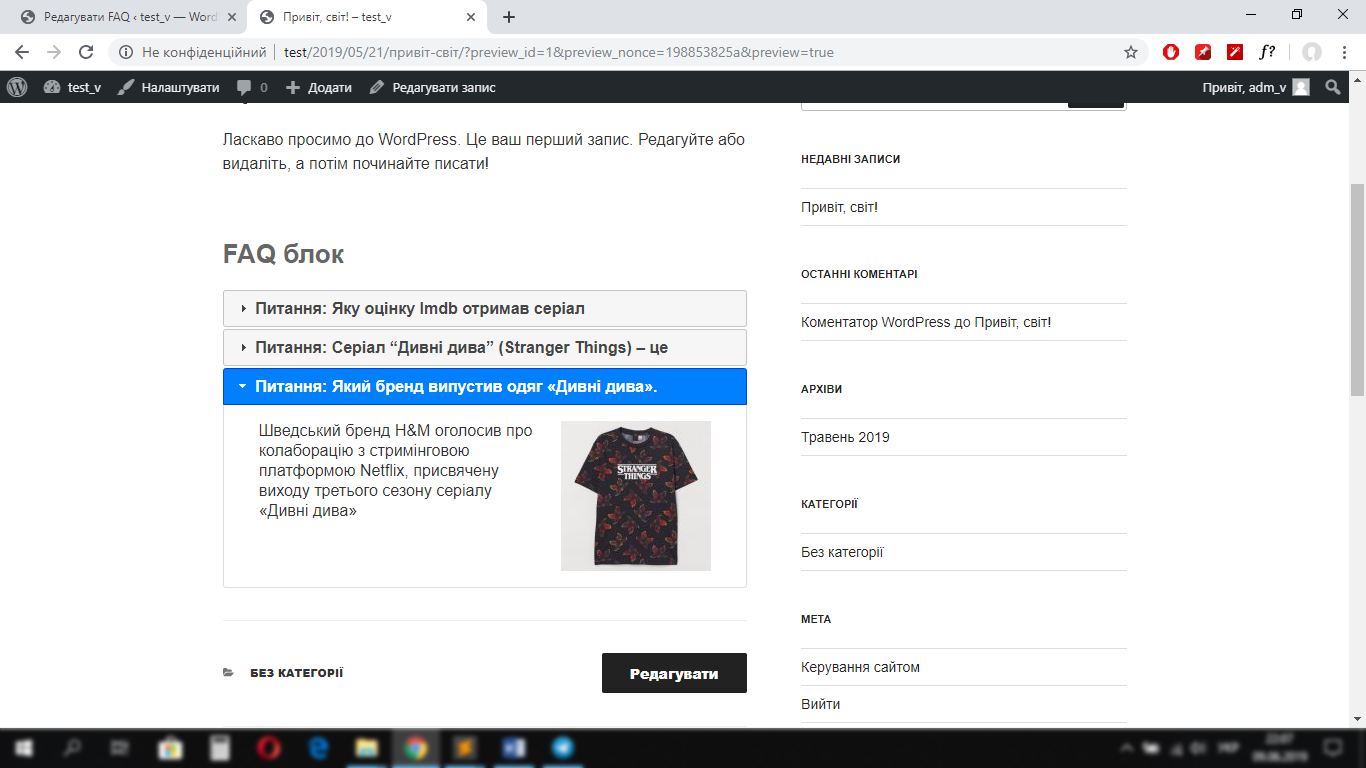 Редагувати FAQ ‹ test_v — Word
Привіт, світ! – test_v
Не конфіденційний
test/2019/05/21/привіт-світ/?preview_id=1&preview_nonce=198853825a&preview=true
f?
test_v
Налаштувати
0
Додати
Редагувати запис
Привіт, adm_v
Ласкаво просимо до WordPress. Це ваш перший запис. Редагуйте або
видаліть, а потім починайте писати!
FAQ блок
Питання: Яку оцінку Imdb отримав серіал
Питання: Серіал “Дивні дива” (Stranger Things) – це
Питання: Який бренд випустив одяг «Дивні дива».
Шведський бренд H&M оголосив про
колаборацію з стримінговою
платформою Netflix, присвячену
виходу третього сезону серіалу
«Дивні дива»
STRANGER
THINGS
БЕЗ КАТЕГОРІЇ
Редагувати
НЕДАВНІ ЗАПИСИ
Привіт, світ!
ОСТАННІ КОМЕНТАРІ
Коментатор WordPress до Привіт, світ!
АРХІВИ
Травень 2019
КАТЕГОРІЇ
Без категорії
МЕТА
Керування сайтом
Вийти